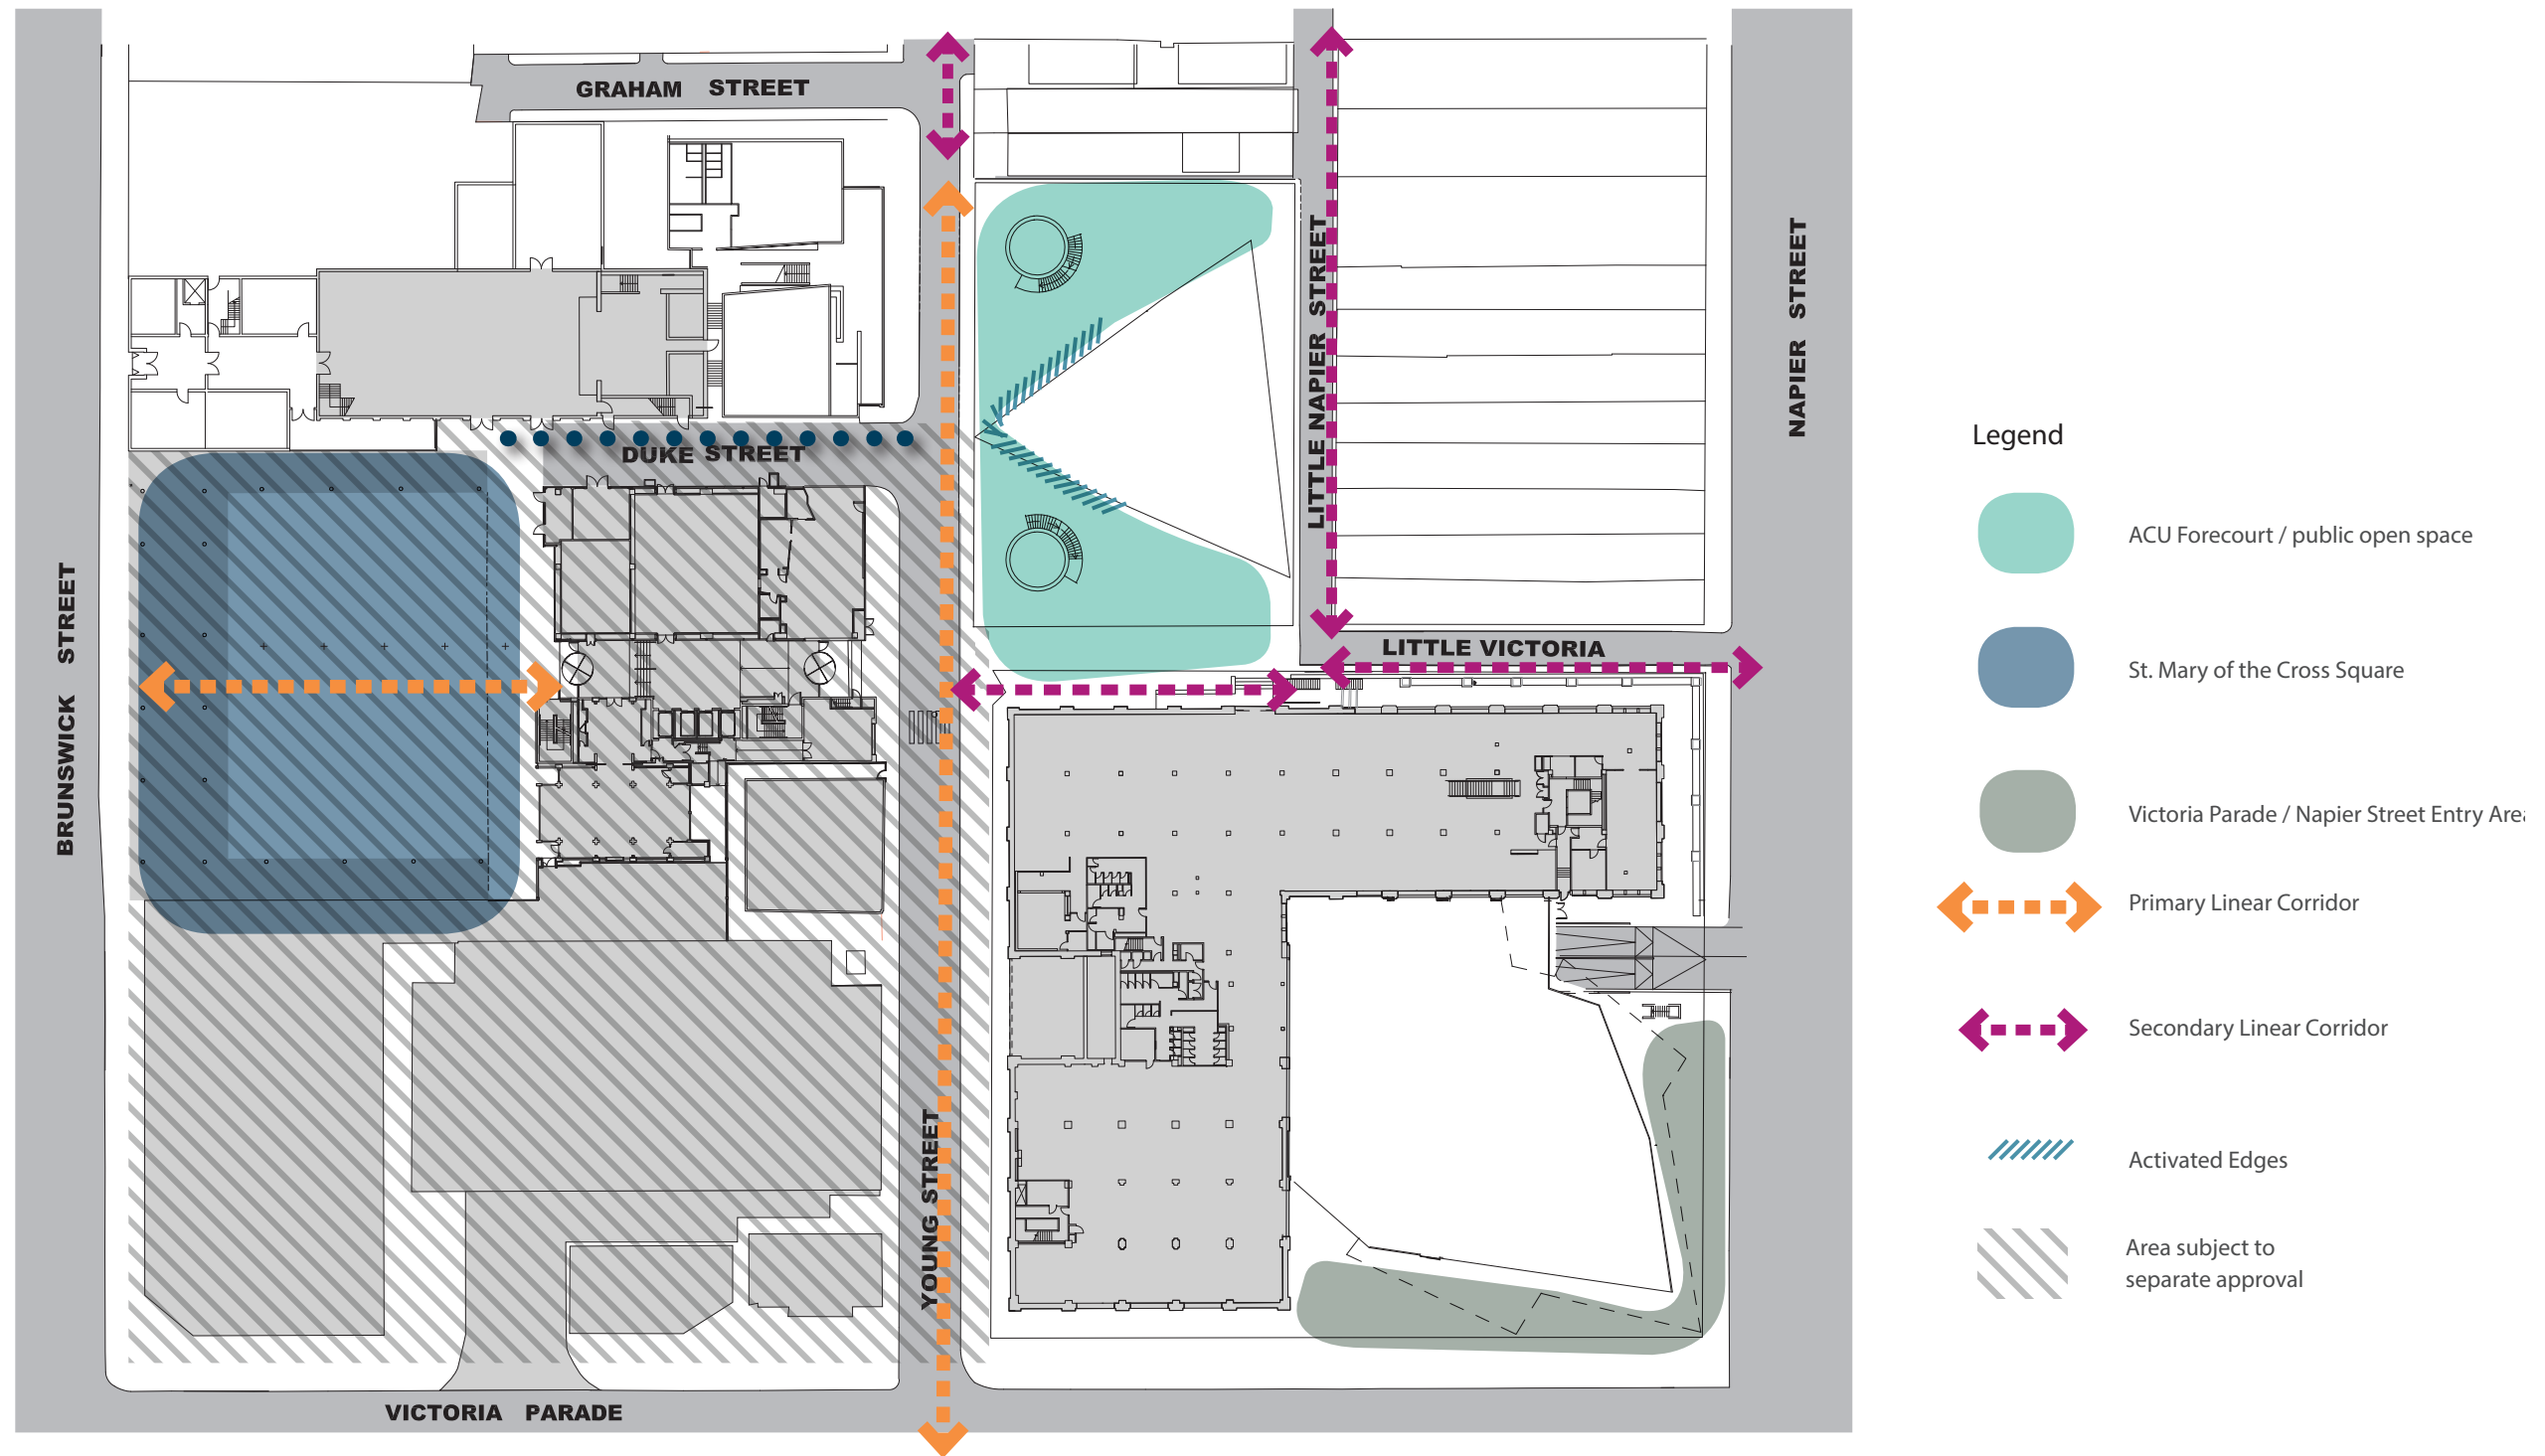 GRAHAM STREET
DUKE STREET
BRUNSWICK STREET
YOUNG STREET
LITTLE NAPIER STREET
NAPIER STREET
LITTLE VICTORIA
VICTORIA PARADE
Legend
ACU Forecourt / public open space
St. Mary of the Cross Square
Victoria Parade / Napier Street Entry Area
Primary Linear Corridor
Secondary Linear Corridor
Activated Edges
Area subject to
separate approval